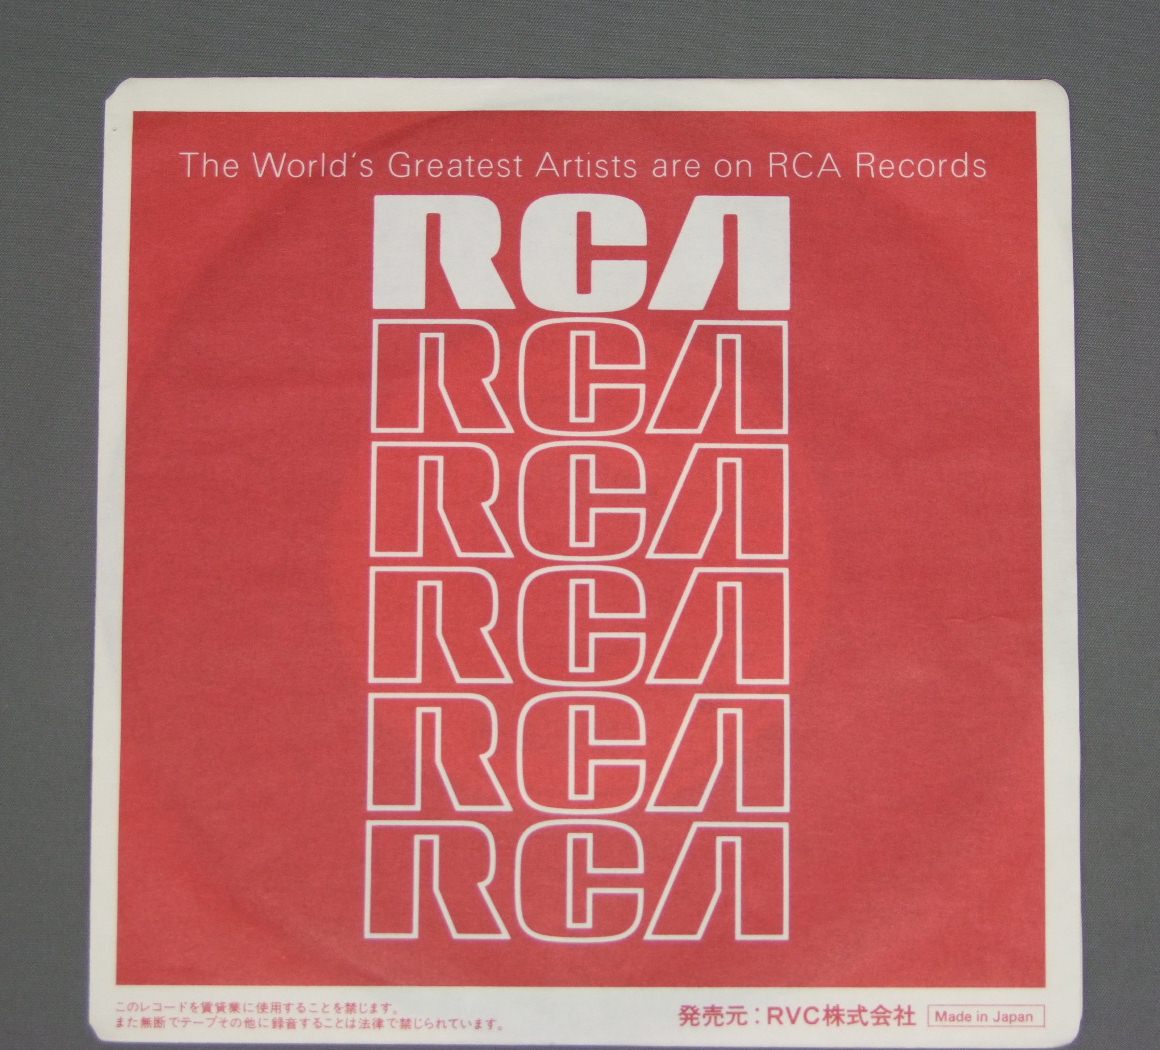 The World's Greatest Artists are on RCA Records
RCA
RCA
RCA
RCA
RCA
RCA
このレコードを賃貸業に使用することを禁じます。
また無断でテープその他に録音することは法律で禁じられています。
発売元：RVC株式会社 Made in Japan